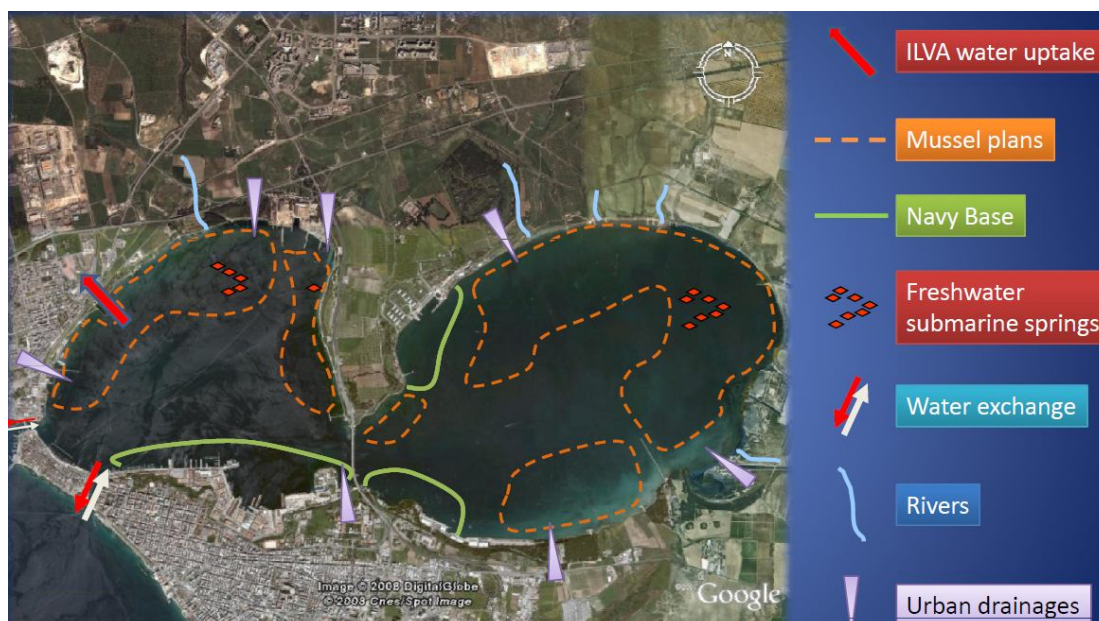 N
ILVA water uptake
Mussel plans
Navy Base
Freshwater
submarine springs
Water exchange
Rivers
Urban drainages
Image © 2008 DigitalGlobe
© 2008 Cnes/Spot Image
Google